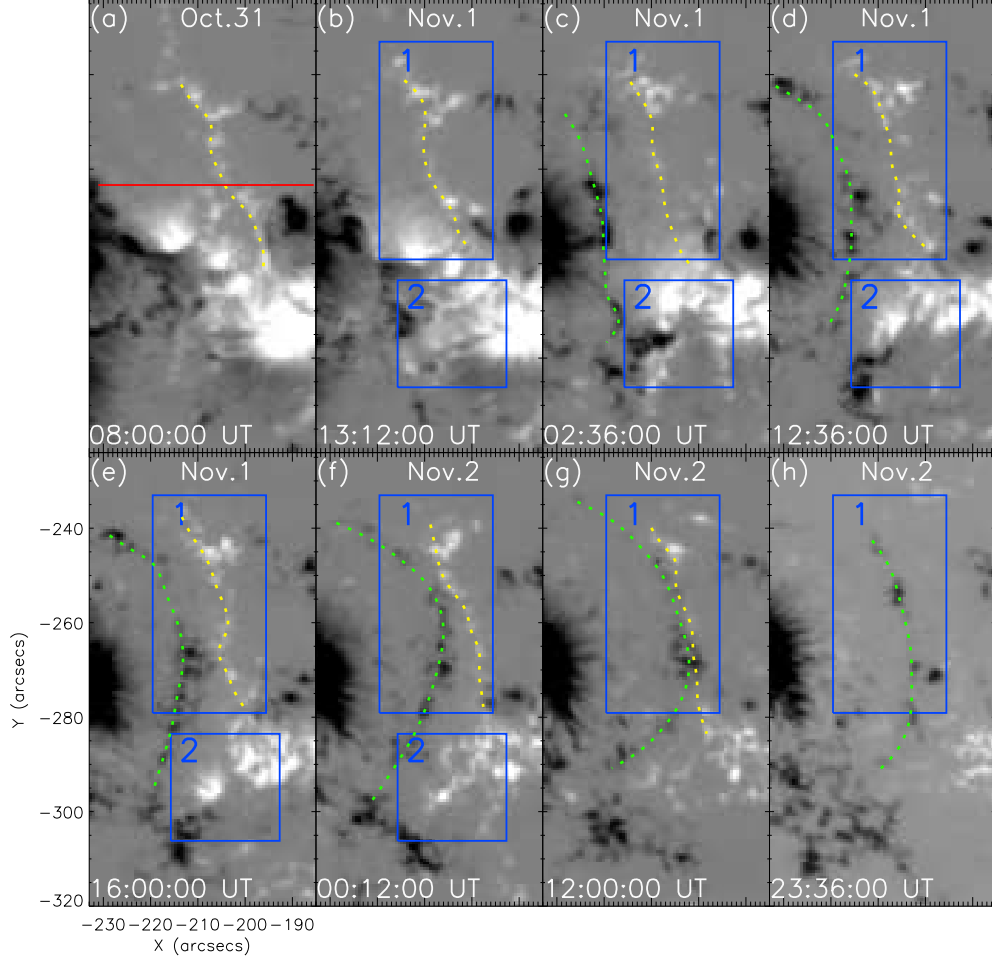 (a) Oct.31
(b) Nov.1
(c) Nov.1
(d) Nov.1
1
1
1
2
2
2
08:00:00 UT
13:12:00 UT
02:36:00 UT
12:36:00 UT
(e) Nov.1
(f) Nov.2
(g) Nov.2
(h) Nov.2
1
1
1
1
2
2
16:00:00 UT
00:12:00 UT
12:00:00 UT
23:36:00 UT
−240
−260
−280
−300
−320
Y (arcsecs)
−230 −220 −210 −200 −190
X (arcsecs)